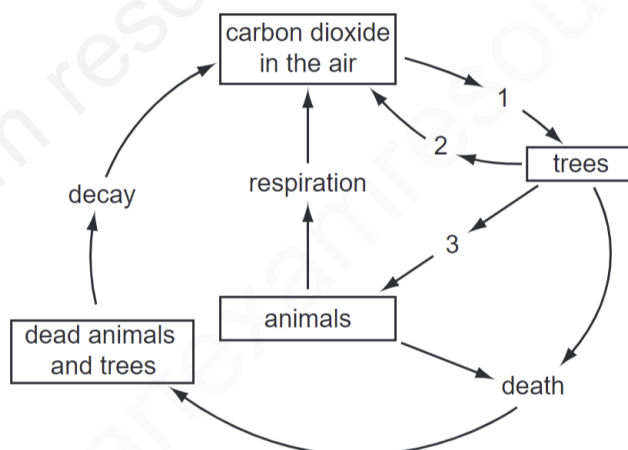 carbon dioxide
in the air
1
2
trees
respiration
decay
3
animals
dead animals
and trees
death